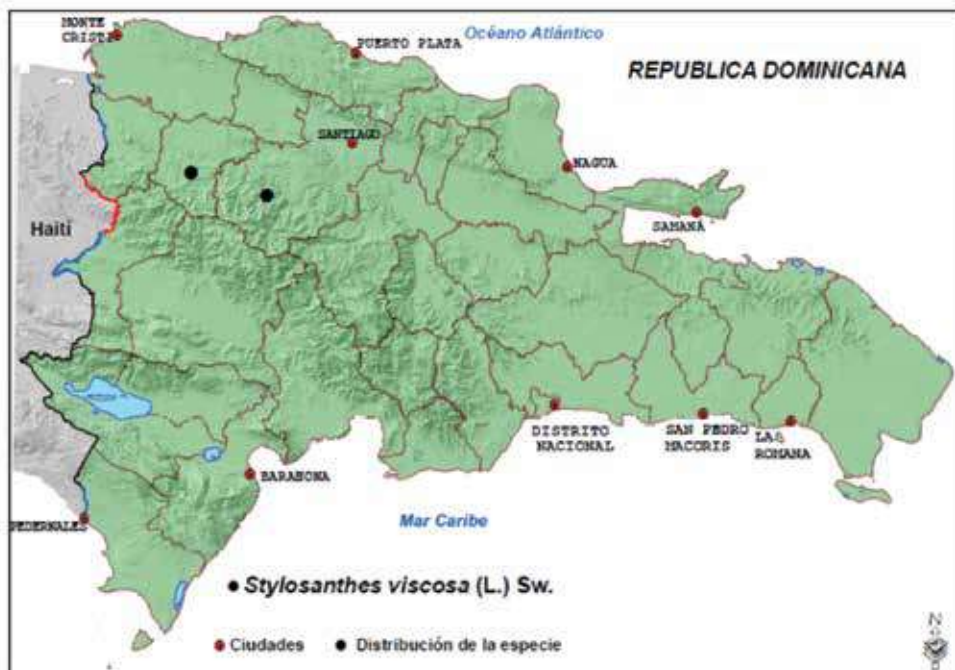 MONTE
CRISTI
Océano Atlántico
PUERTO PLATA
REPUBLICA DOMINICANA
SANTIAGO
NAGUA
Haití
SAMANÁ
DISTRITO
NACIONAL
SAN PEDRO
MACORIS
LA
ROMANA
BARAHONA
PEDERNALES
Mar Caribe
Stylosanthes viscosa (L.) Sw.
Ciudades
Distribución de la especie